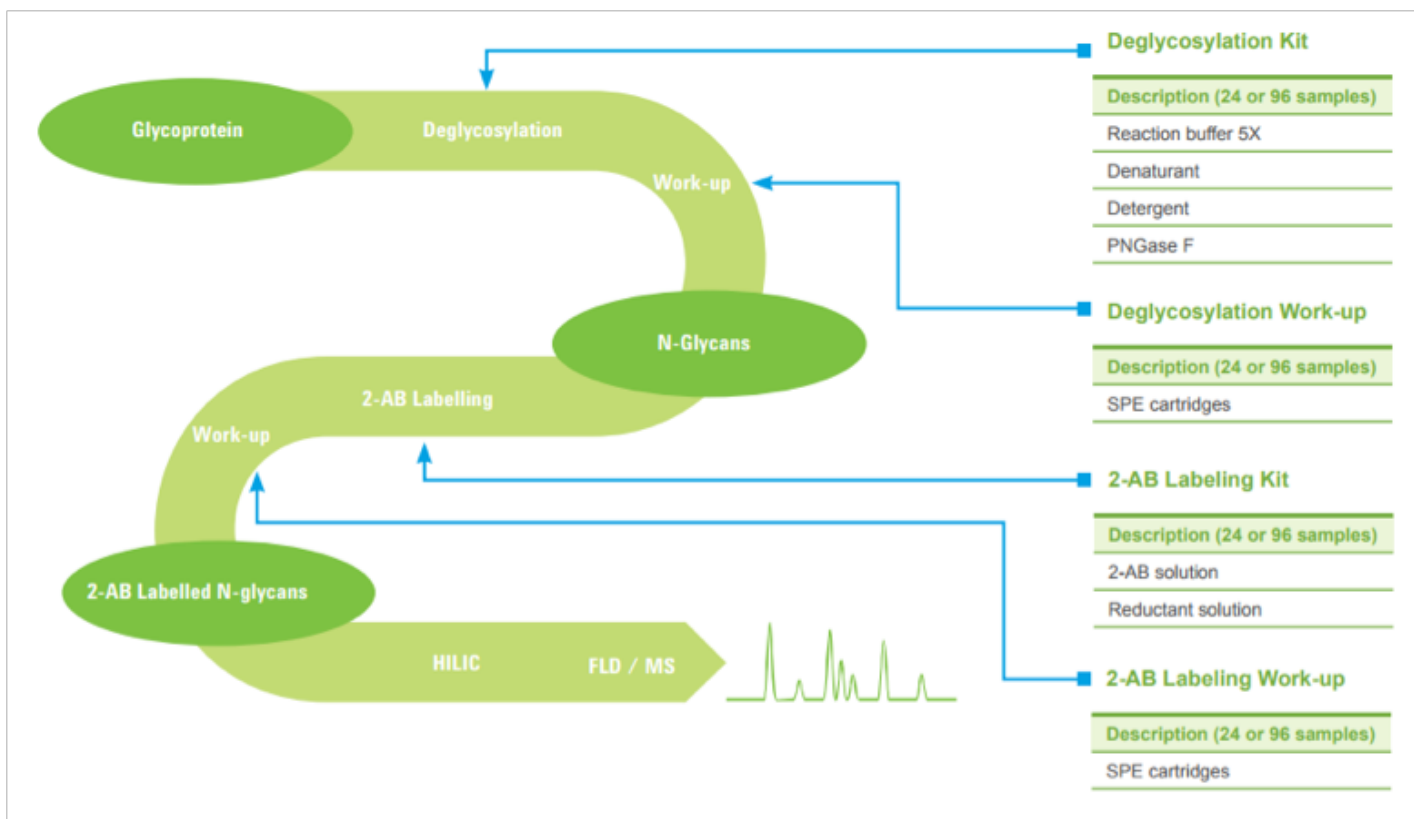 Glycoprotein
Deglycosylation
Work-up
N-Glycans
2-AB Labelling
Work-up
2-AB Labelled N-glycans
HILIC
FLD / MS
Deglycosylation Kit
Description (24 or 96 samples)
Reaction buffer 5X
Denaturant
Detergent
PNGase F
Deglycosylation Work-up
Description (24 or 96 samples)
SPE cartridges
2-AB Labeling Kit
Description (24 or 96 samples)
2-AB solution
Reductant solution
2-AB Labeling Work-up
Description (24 or 96 samples)
SPE cartridges